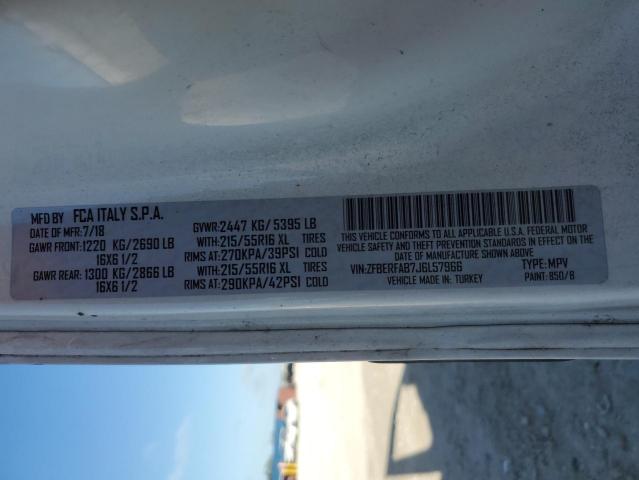 MFD BY FCA ITALY S.P.A.
DATE OF MFR: 7/18
GAWR FRONT: 1220 KG/2690 LB
16X6 1/2
GAWR REAR: 1300 KG/2866 LB
16X6 1/2
GVWR: 2447 KG/ 5395 LB
WITH: 215/55R16 XL TIRES
RIMS AT: 270KPA/39PSI COLD
WITH: 215/55R16 XL TIRES
RIMS AT: 290KPA/42PSI COLD
THIS VEHICLE CONFORMS TO ALL APPLICABLE U.S.A. FEDERAL MOTOR
VEHICLE SAFETY, BUMPER, AND THEFT PREVENTION STANDARDS IN EFFECT ON THE
DATE OF MANUFACTURE SHOWN ABOVE
VIN: ZFBERFAB7J6L57966 TYPE: MPV
VEHICLE MADE IN: TURKEY PAINT: 850/B